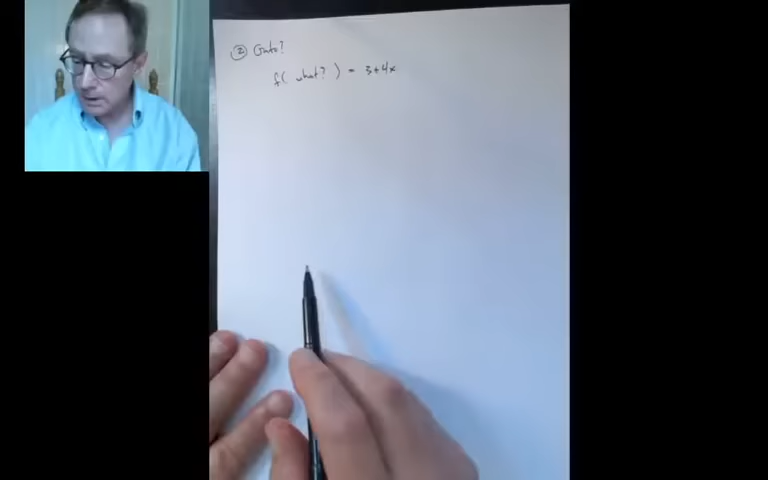 ② Onto?
f( what? ) = 3+4x